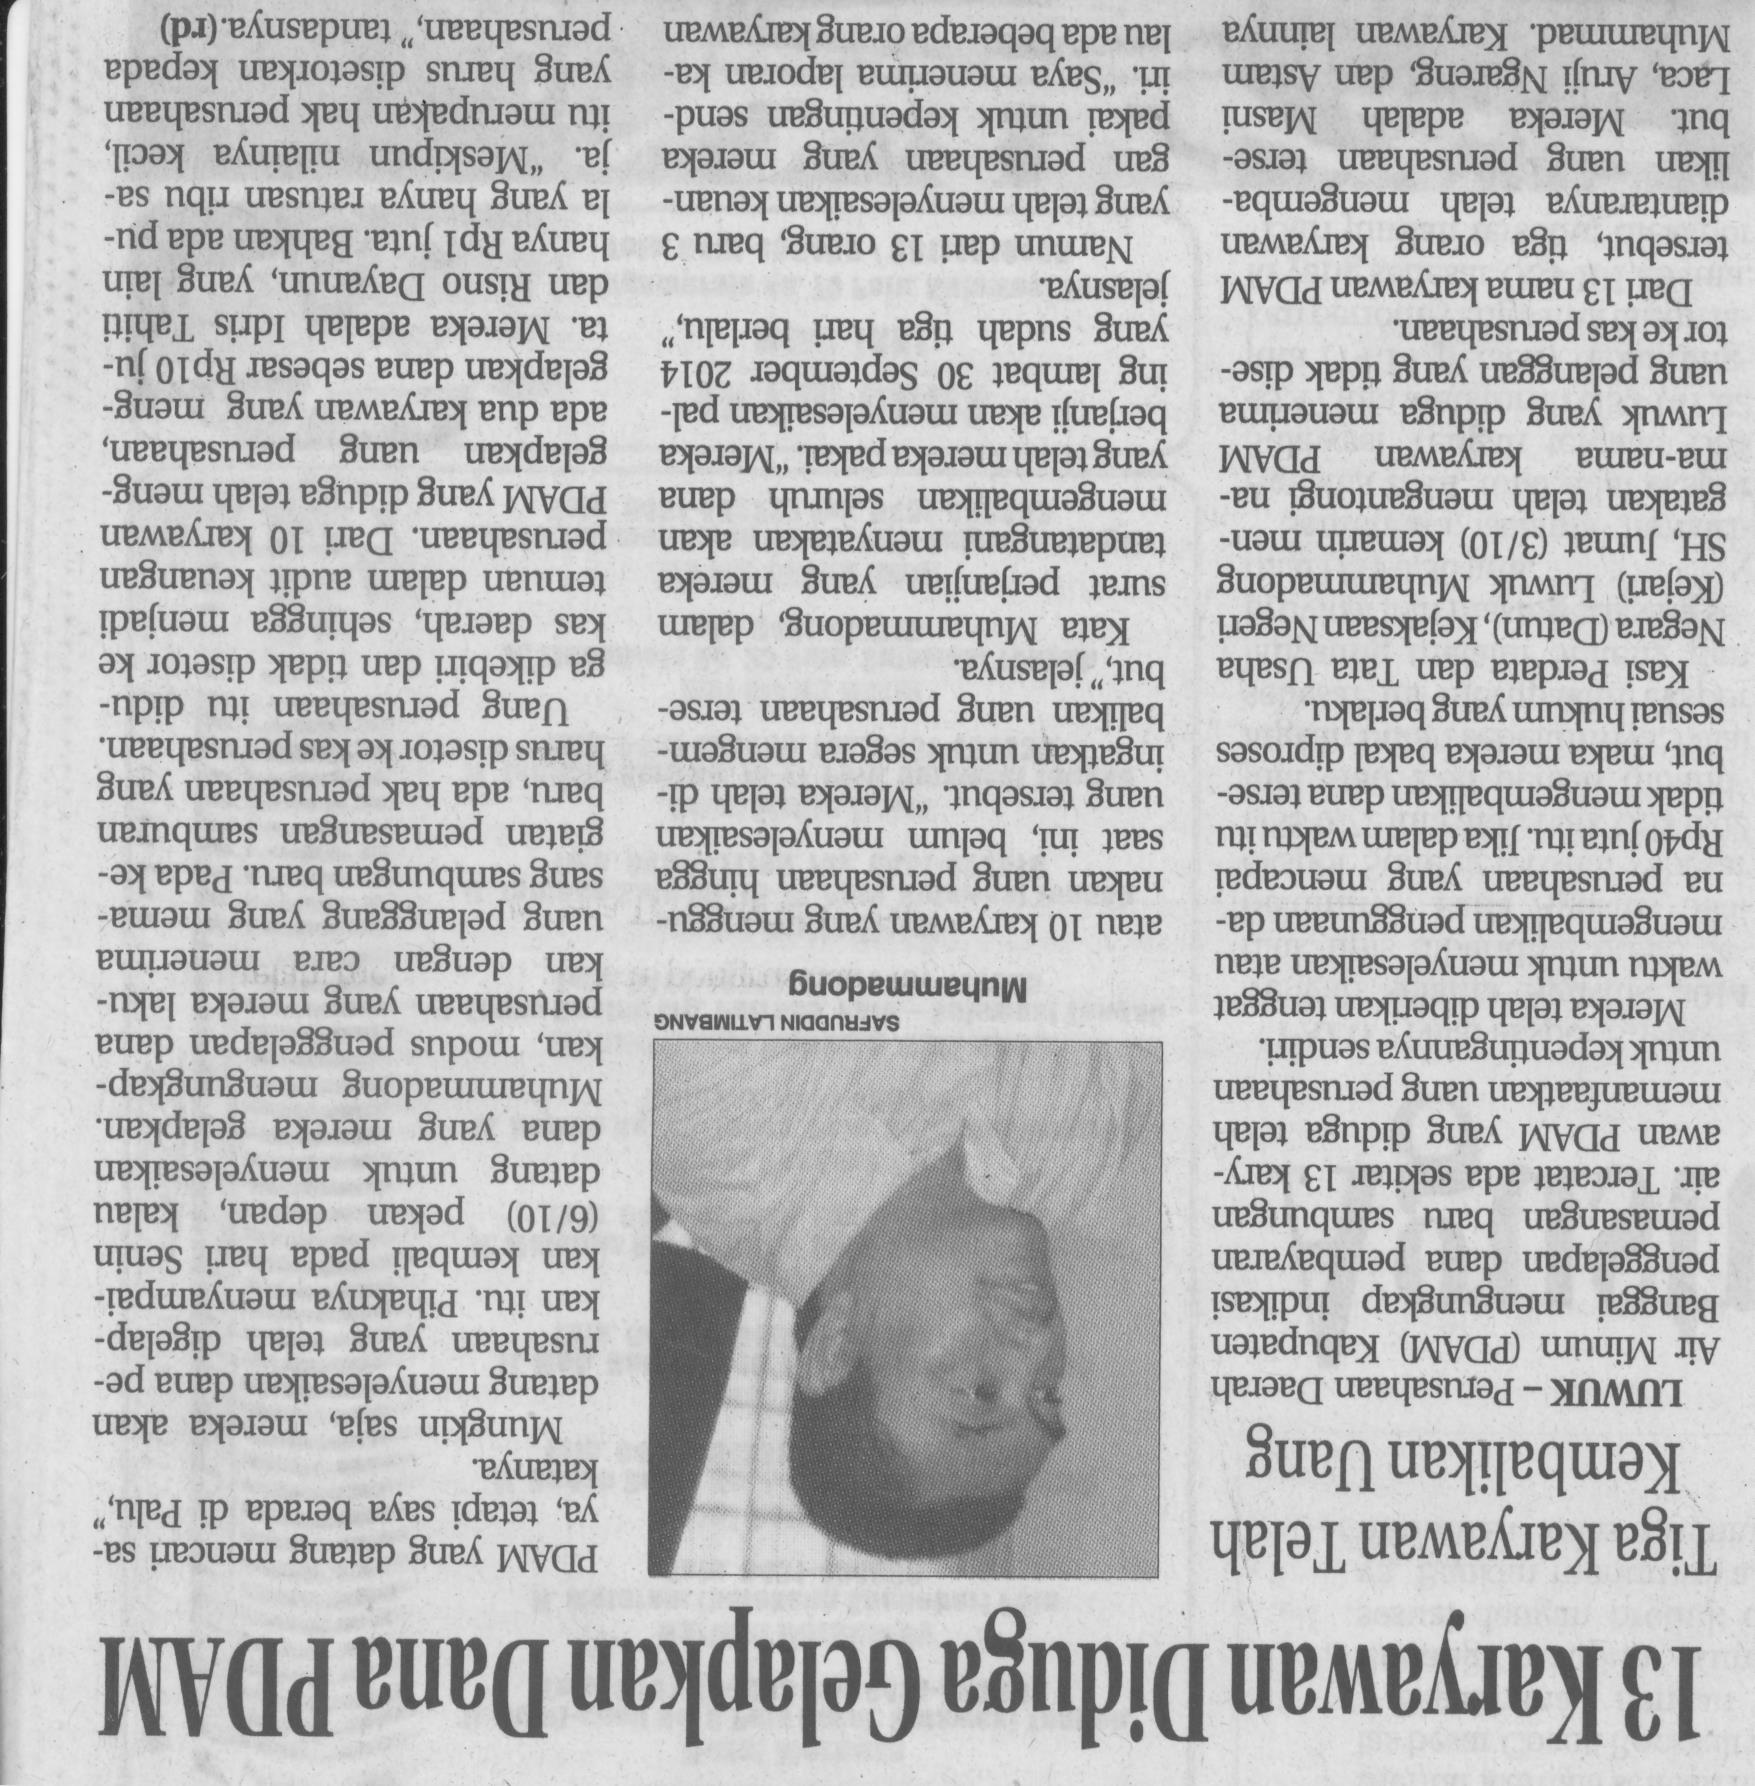 13 Karyawan Diduga Gelapkan Dana PDAM
Tiga Karyawan Telah
Kembalikan Uang
LUWUK – Perusahaan Daerah
Air Minum (PDAM) Kabupaten
Banggai mengungkap indikasi
penggelapan dana pembayaran
pemasangan baru sambungan
air. Tercatat ada sekitar 13 kary-
awan PDAM yang diduga telah
memanfaatkan uang perusahaan
untuk kepentingannya sendiri.
Mereka telah diberikan tenggat
waktu untuk menyelesaikan atau
mengembalikan penggunaan da-
na perusahaan yang mencapai
Rp40 juta itu. Jika dalam waktu itu
tidak mengembalikan dana terse-
but, maka mereka bakal diproses
sesuai hukum yang berlaku.
Kasi Perdata dan Tata Usaha
Negara (Datun), Kejaksaan Negeri
(Kejari) Luwuk Muhammadong
SH, Jumat (3/10) kemarin men-
gatakan telah mengantongi na-
ma-nama karyawan PDAM
Luwuk yang diduga menerima
uang pelanggan yang tidak dise-
tor ke kas perusahaan.
Dari 13 nama karyawan PDAM
tersebut, tiga orang karyawan
diantaranya telah mengemba-
likan uang perusahaan terse-
but. Mereka adalah Masni
Laca, Aruji Ngareng, dan Astam
Muhammad. Karyawan lainnya
SAFRUDDIN LATIMBANG
Muhammadong
atau 10 karyawan yang menggu-
nakan uang perusahaan hingga
saat ini, belum menyelesaikan
uang tersebut. “Mereka telah di-
ingatkan untuk segera mengem-
balikan uang perusahaan terse-
but,” jelasnya.
Kata Muhammadong, dalam
surat perjanjian yang mereka
tandatangani menyatakan akan
mengembalikan seluruh dana
yang telah mereka pakai. “Mereka
berjanji akan menyelesaikan pal-
ing lambat 30 September 2014
yang sudah tiga hari berlalu,”
jelasnya.
Namun dari 13 orang, baru 3
yang telah menyelesaikan keuan-
gan perusahaan yang mereka
pakai untuk kepentingan send-
iri. “Saya menerima laporan ka-
lau ada beberapa orang karyawan
PDAM yang datang mencari sa-
ya, tetapi saya berada di Palu,”
katanya.
Mungkin saja, mereka akan
datang menyelesaikan dana pe-
rusahaan yang telah digelap-
kan itu. Pihaknya menyampai-
kan kembali pada hari Senin
(6/10) pekan depan, kalau
datang untuk menyelesaikan
dana yang mereka gelapkan.
Muhammadong mengungkap-
kan, modus penggelapan dana
perusahaan yang mereka laku-
kan dengan cara menerima
uang pelanggang yang mema-
sang sambungan baru. Pada ke-
giatan pemasangan samburan
baru, ada hak perusahaan yang
harus disetor ke kas perusahaan.
Uang perusahaan itu didu-
ga dikebiri dan tidak disetor ke
kas daerah, sehingga menjadi
temuan dalam audit keuangan
perusahaan. Dari 10 karyawan
PDAM yang diduga telah meng-
gelapkan uang perusahaan,
ada dua karyawan yang meng-
gelapkan dana sebesar Rp10 ju-
ta. Mereka adalah Idris Tahiti
dan Risno Dayanun, yang lain
hanya Rp1 juta. Bahkan ada pu-
la yang hanya ratusan ribu sa-
ja. “Meskipun nilainya kecil,
itu merupakan hak perusahaan
yang harus disetorkan kepada
perusahaan,” tandasnya.(rd)